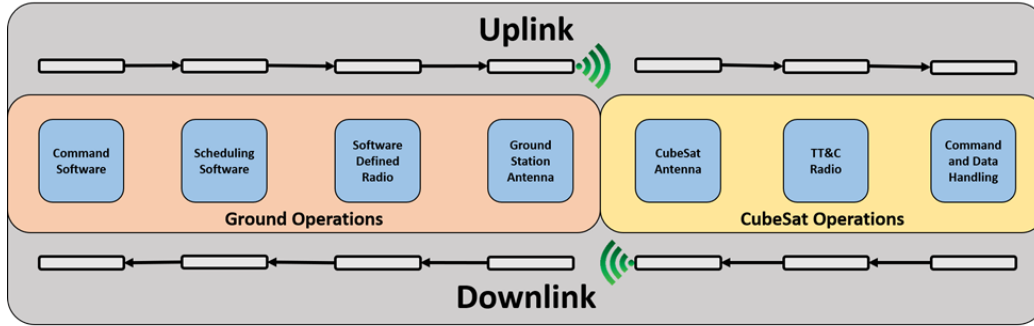 Uplink
Command
Software
Scheduling
Software
Software
Defined
Radio
Ground
Station
Antenna
CubeSat
Antenna
TT&C
Radio
Command
and Data
Handling
Ground Operations
CubeSat Operations
Downlink